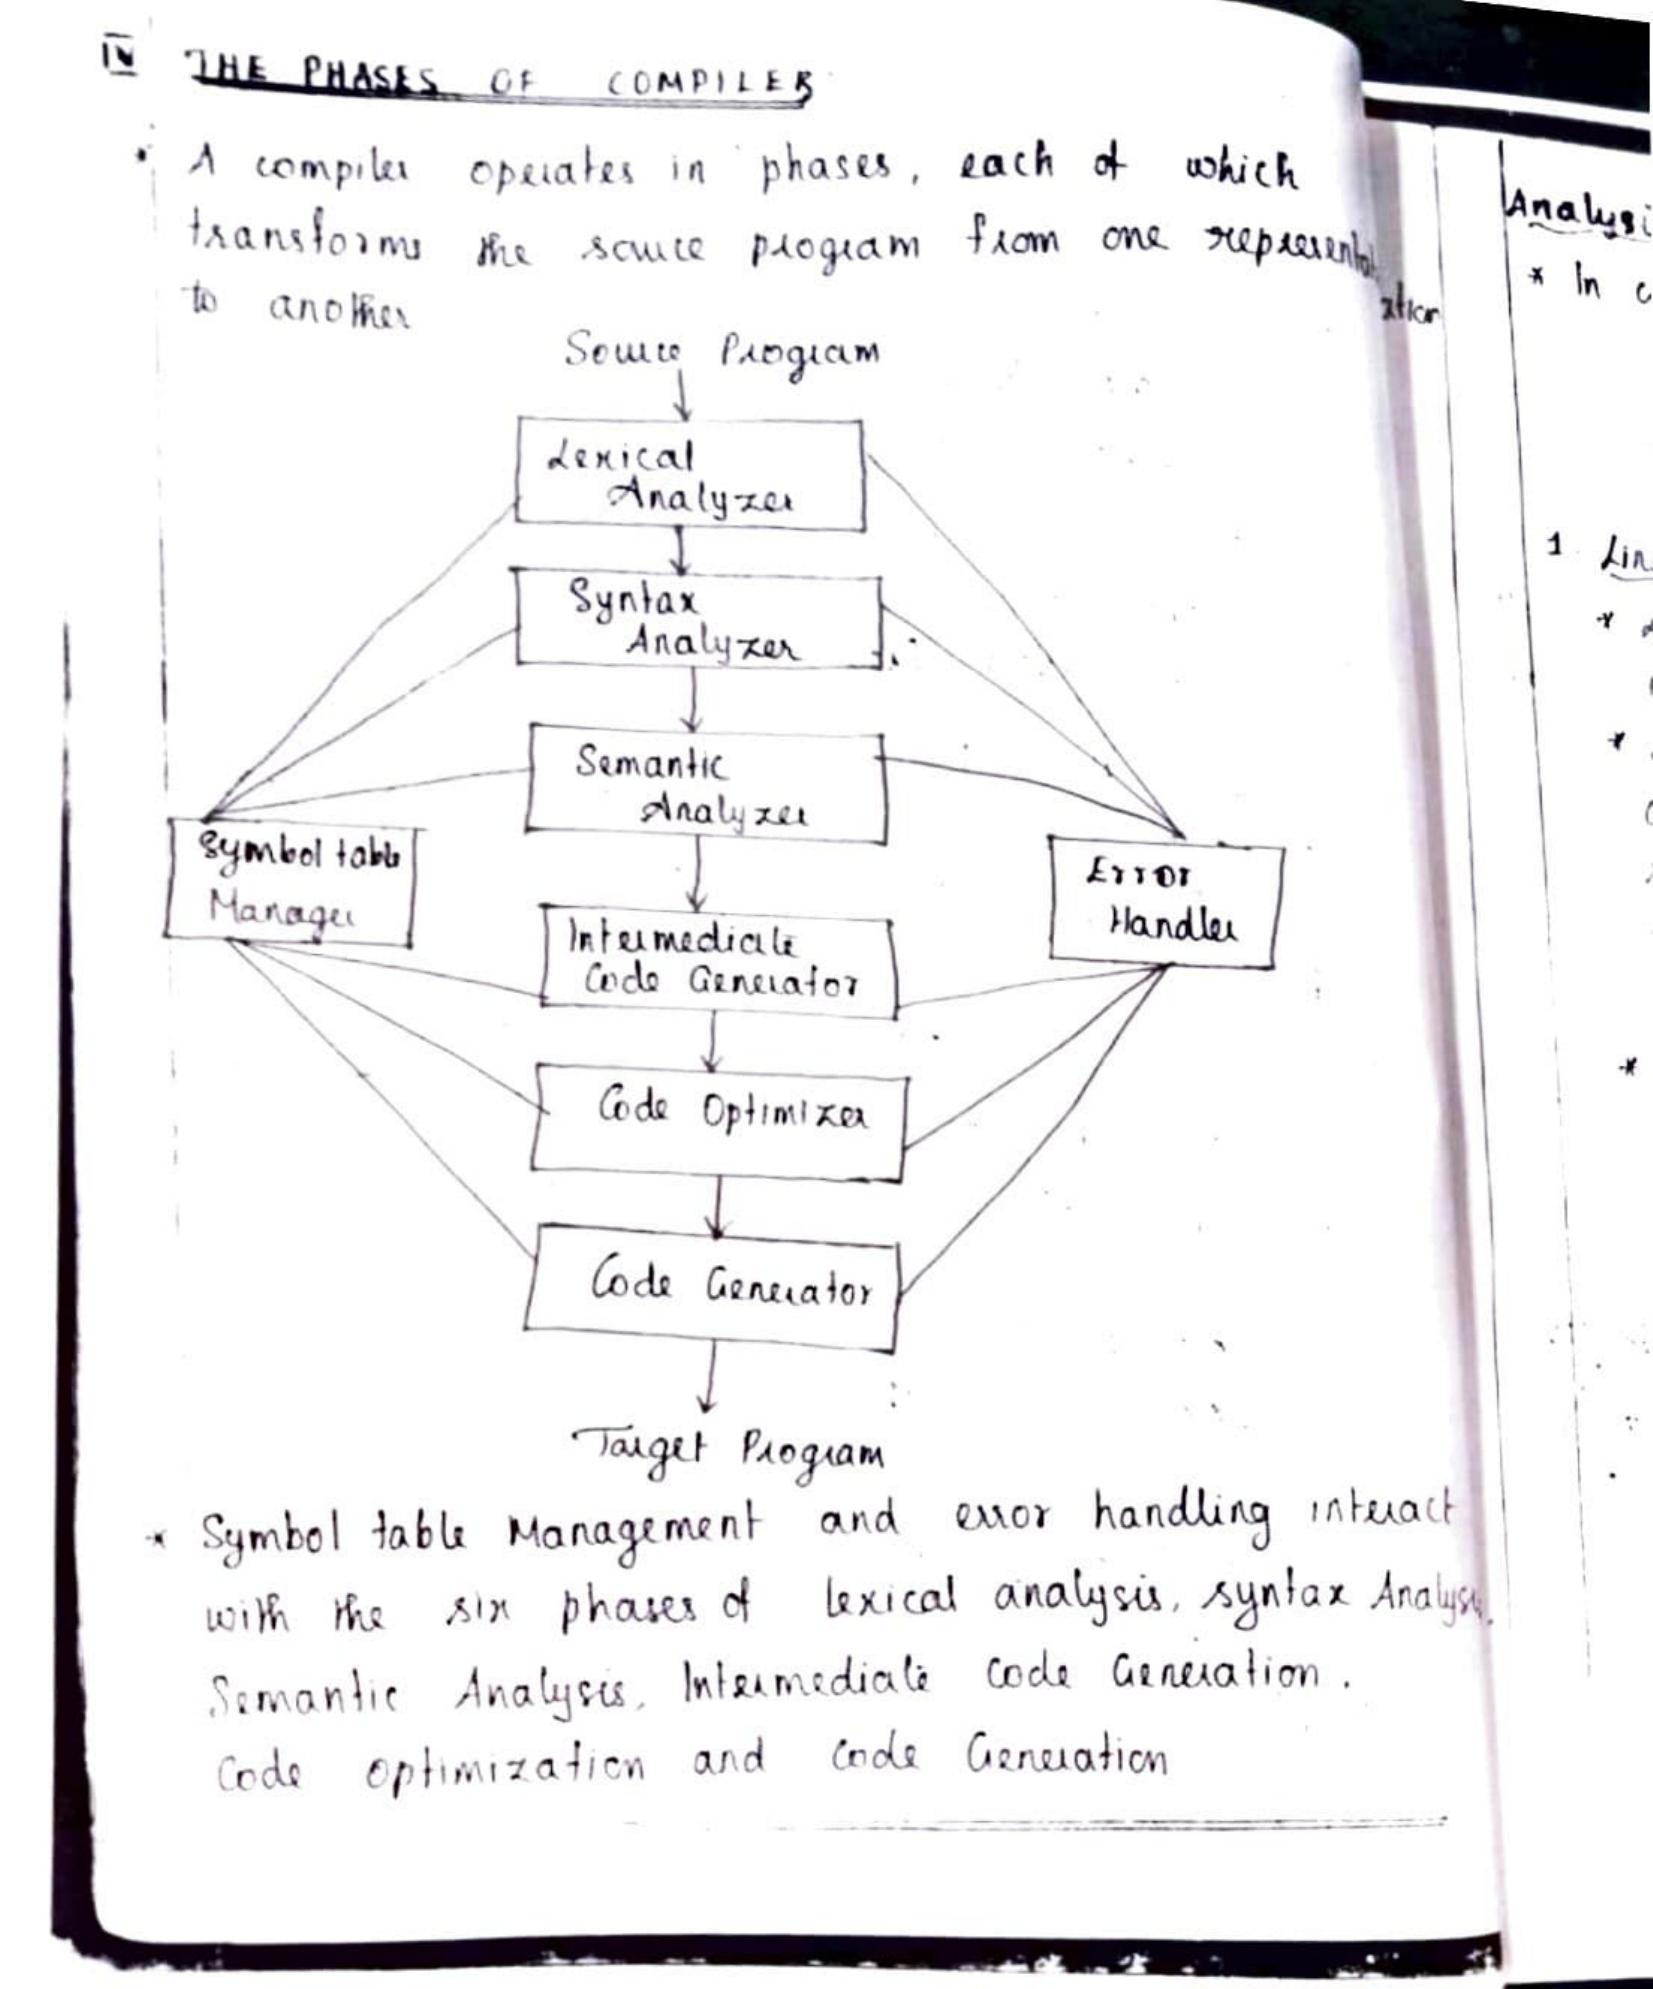 IV THE PHASES OF COMPILER
• A compiler operates in phases, each of which
transforms the source program from one representation
to another
Source Program
Lexical
Analyzer
Syntax
Analyzer
Semantic
Analyzer
Symbol table
Manager
Error
Handler
Intermediate
Code Generator
Code Optimizer
Code Generator
Target Program
* Symbol table Management and error handling interact
with the six phases of lexical analysis, syntax Analysis,
Semantic Analysis, Intermediate code Generation.
Code optimization and code Generation
Analysi
* In c
1 Lin
*
*
*